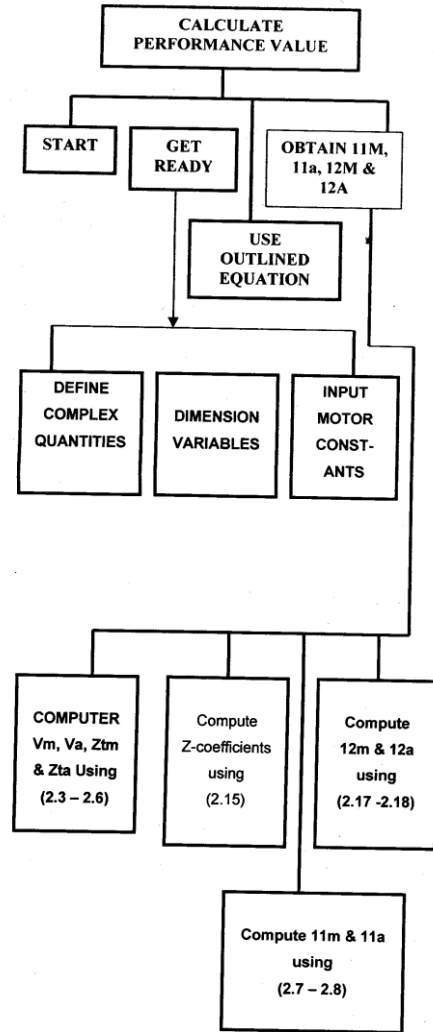 CALCULATE
PERFORMANCE VALUE
START
GET
READY
OBTAIN 11M,
11a, 12M &
12A
USE
OUTLINED
EQUATION
DEFINE
COMPLEX
QUANTITIES
DIMENSION
VARIABLES
INPUT
MOTOR
CONST-
ANTS
COMPUTER
Vm, Va, Ztm
& Zta Using
(2.3 – 2.6)
Compute
Z-coefficients
using
(2.15)
Compute
12m & 12a
using
(2.17 -2.18)
Compute 11m & 11a
using
(2.7 – 2.8)